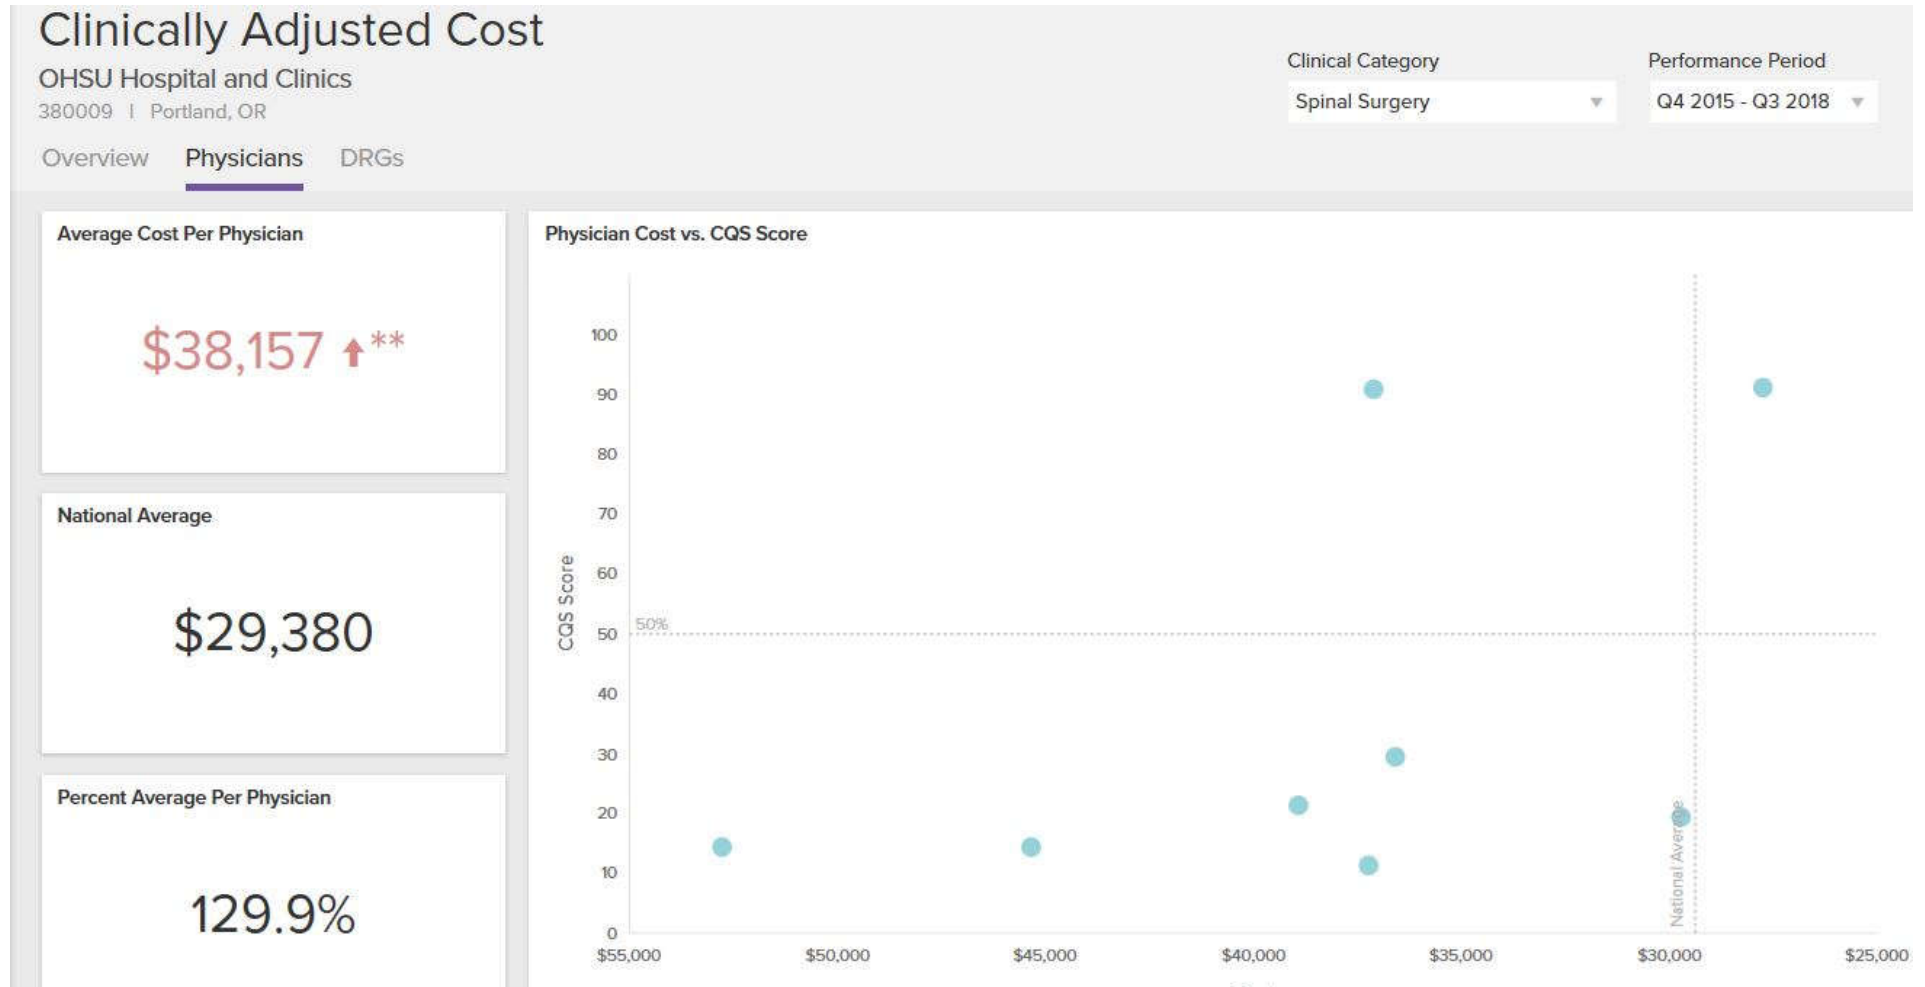 Clinically Adjusted Cost
OHSU Hospital and Clinics
380009 | Portland, OR
Clinical Category
Performance Period
Spinal Surgery
Q4 2015 - Q3 2018
Overview Physicians DRGs
Average Cost Per Physician
$38,157 **
National Average
$29,380
Percent Average Per Physician
129.9%
Physician Cost vs. CQS Score
CQS Score
100
90
80
70
60
50
40
30
20
10
0
50%
National Average
$55,000 $50,000 $45,000 $40,000 $35,000 $30,000 $25,000